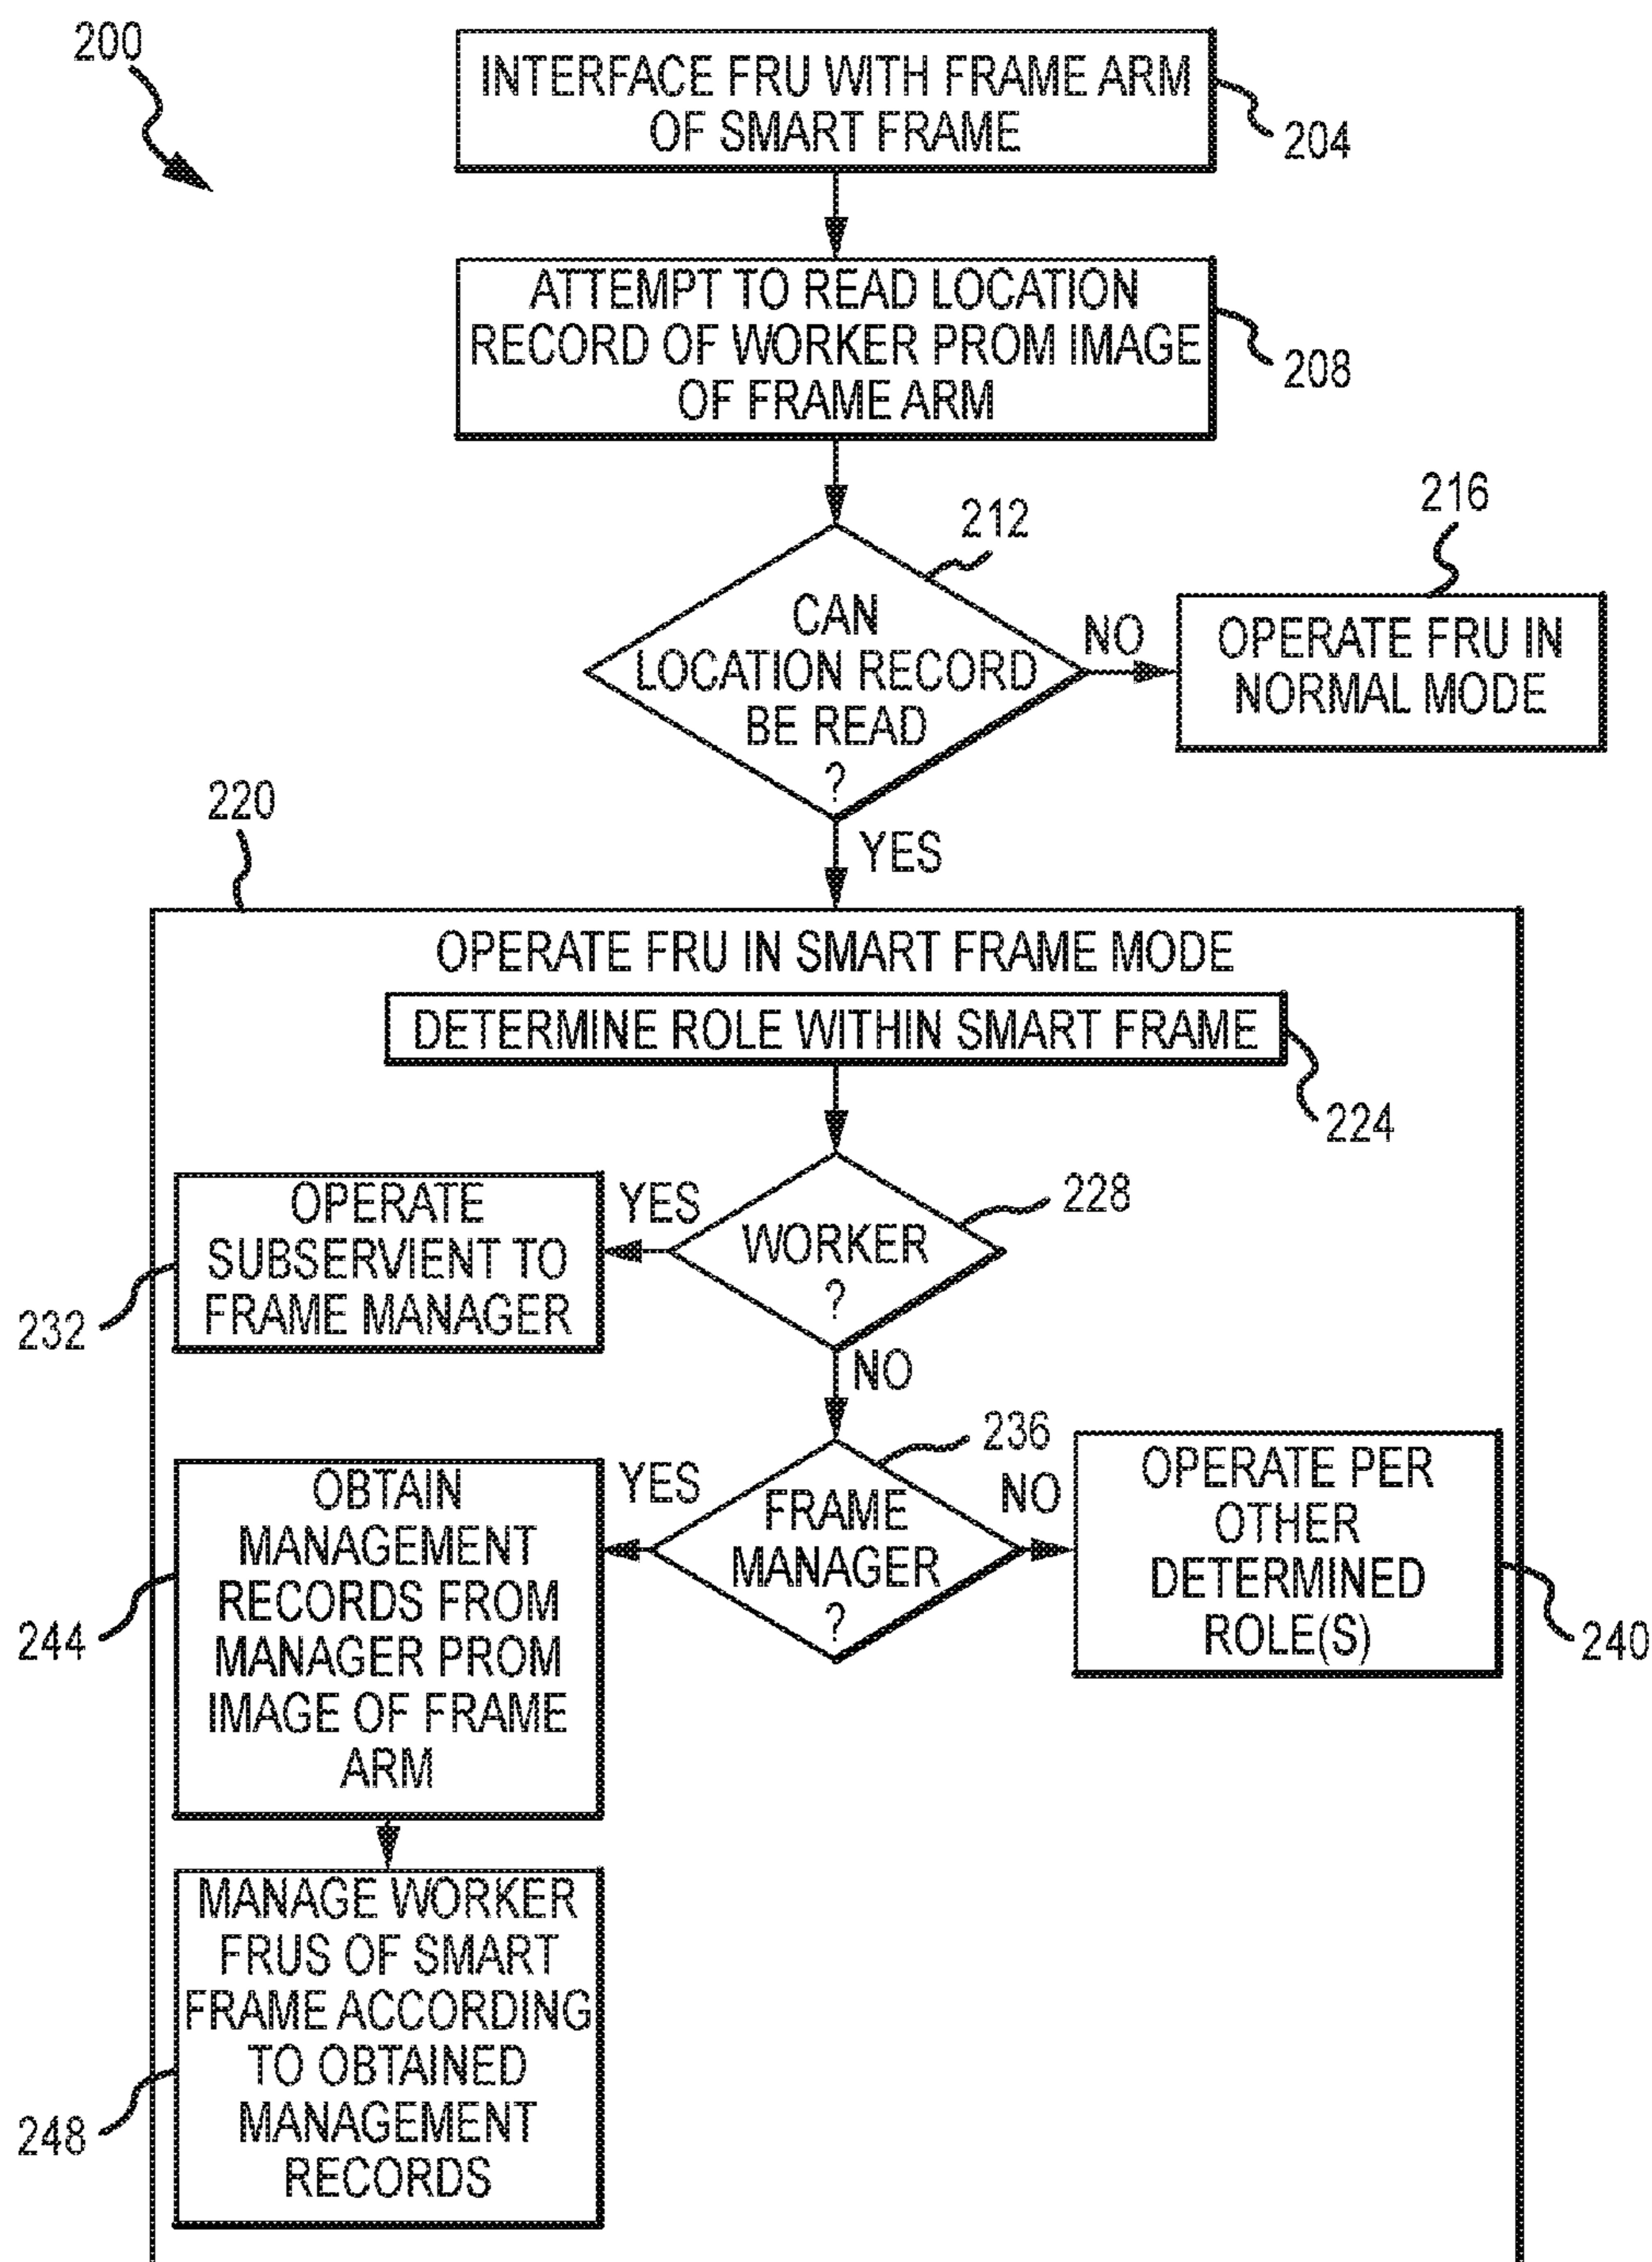 200
INTERFACE FRU WITH FRAME ARM
OF SMART FRAME
204
ATTEMPT TO READ LOCATION
RECORD OF WORKER PROM IMAGE
OF FRAME ARM
208
212
CAN
LOCATION RECORD
BE READ
?
NO
216
OPERATE FRU IN
NORMAL MODE
YES
220
OPERATE FRU IN SMART FRAME MODE
DETERMINE ROLE WITHIN SMART FRAME
224
WORKER
?
228
YES
OPERATE
SUBSERVIENT TO
FRAME MANAGER
232
NO
236
FRAME
MANAGER
?
NO
OPERATE PER
OTHER
DETERMINED
ROLE(S)
240
YES
OBTAIN
MANAGEMENT
RECORDS FROM
MANAGER PROM
IMAGE OF FRAME
ARM
244
MANAGE WORKER
FRUS OF SMART
FRAME ACCORDING
TO OBTAINED
MANAGEMENT
RECORDS
248